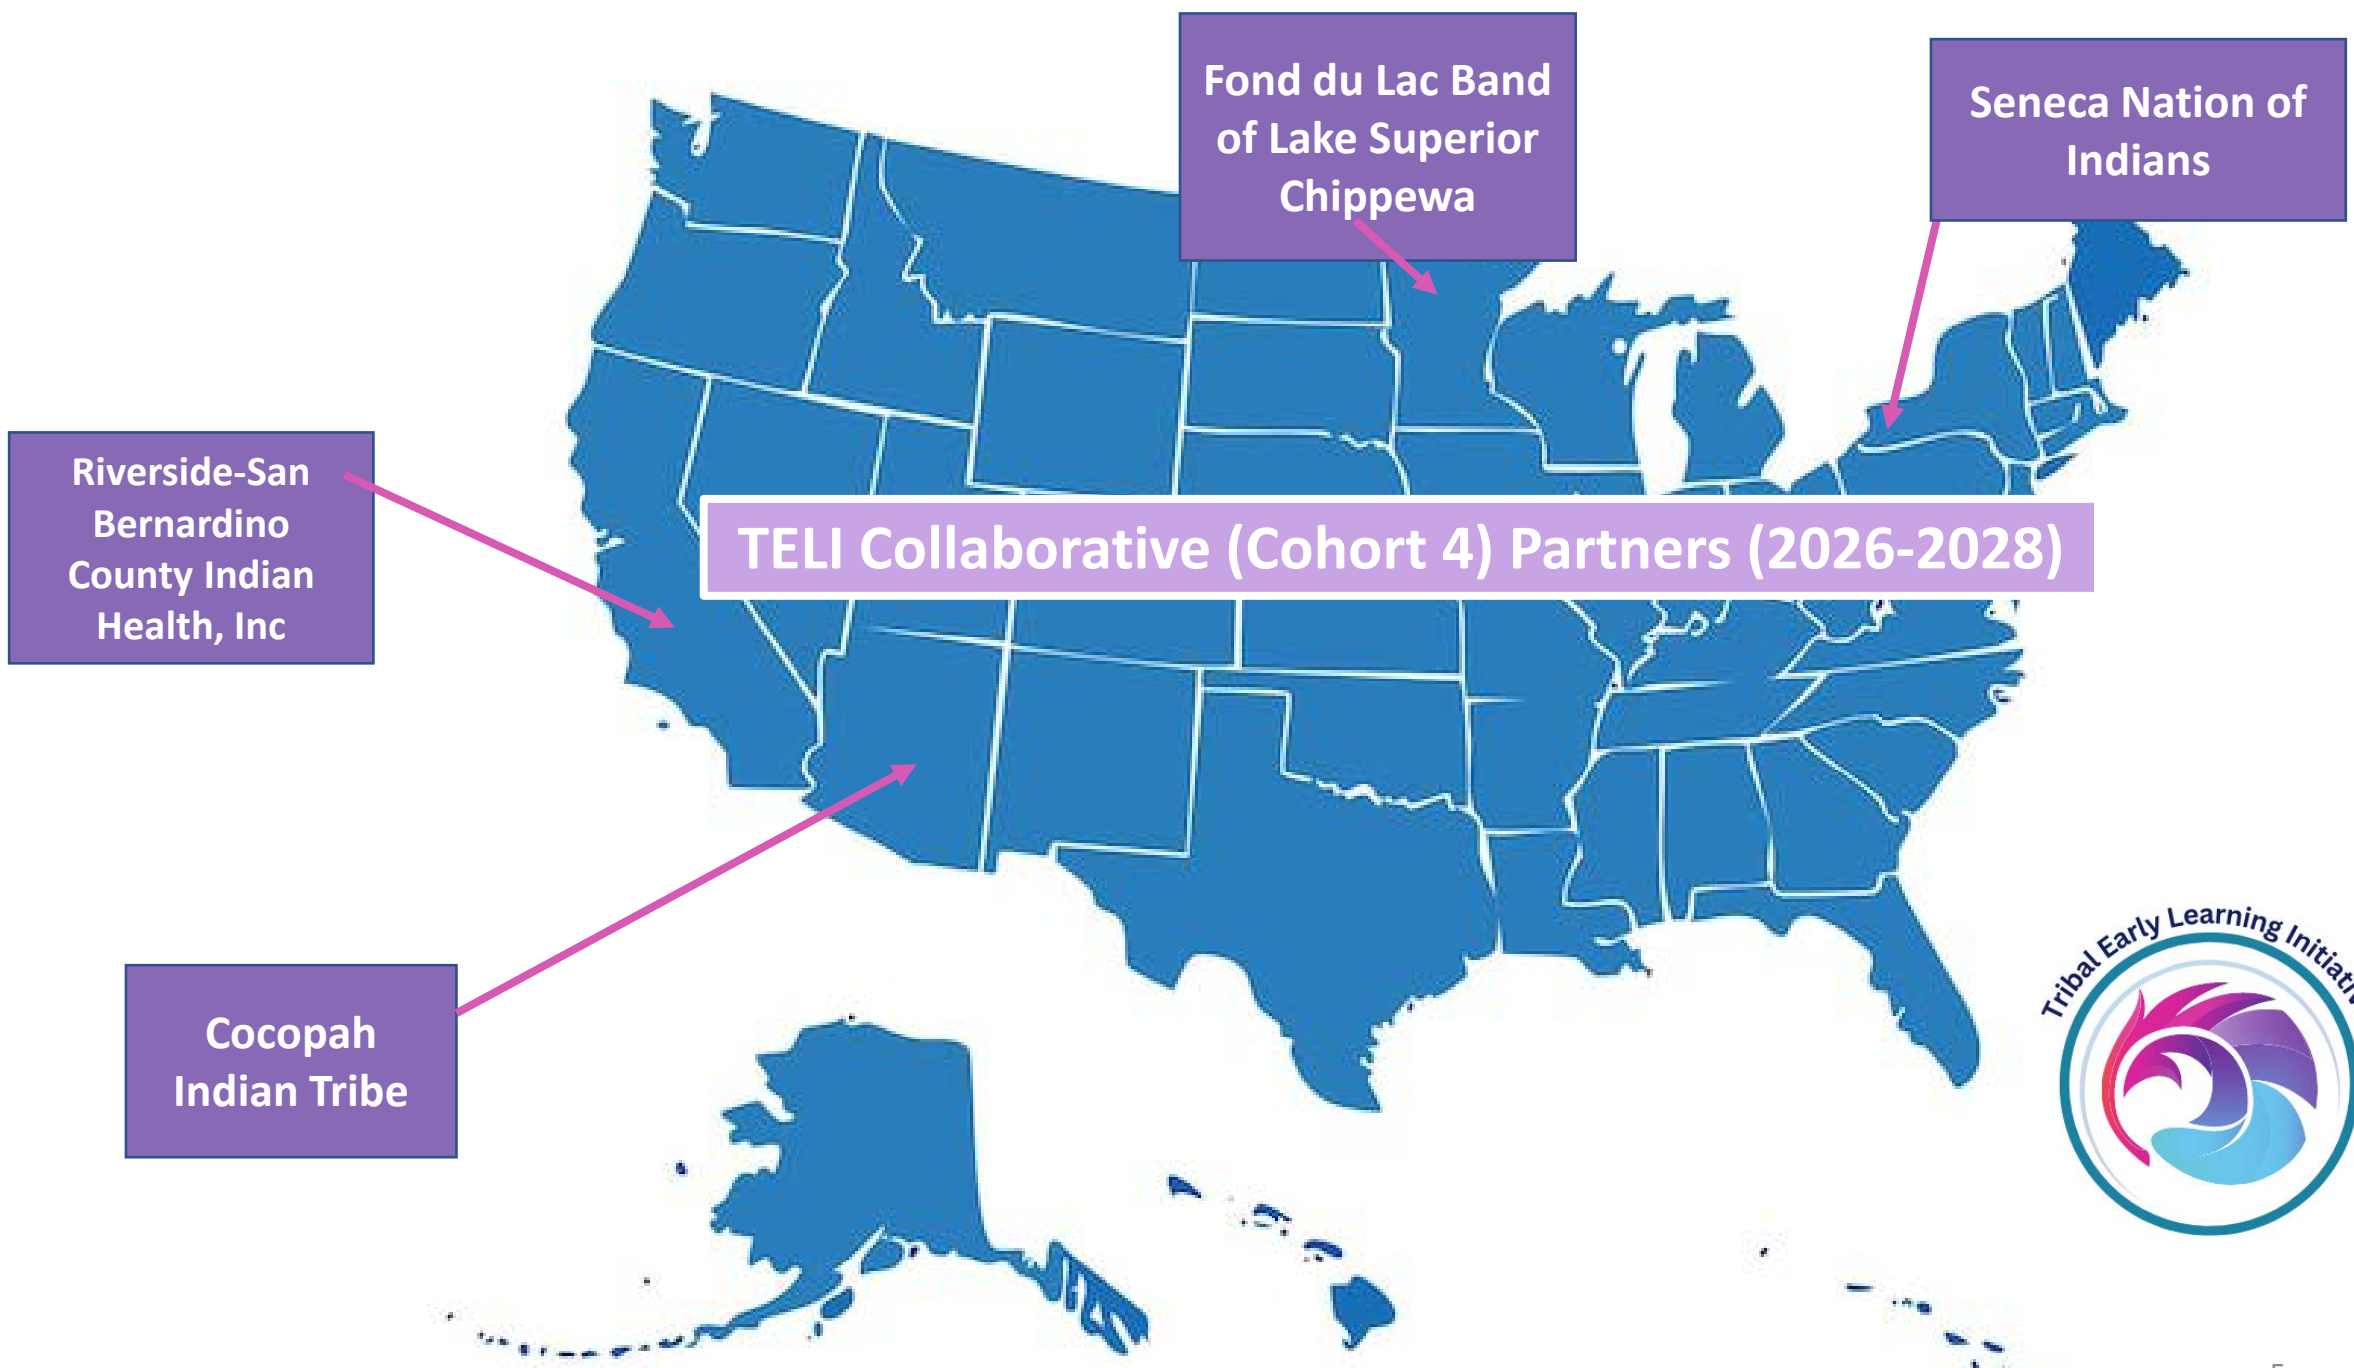 Fond du Lac Band
of Lake Superior
Chippewa
Seneca Nation of
Indians
Riverside-San
Bernardino
County Indian
Health, Inc
TELI Collaborative (Cohort 4) Partners (2026-2028)
Cocopah
Indian Tribe
Tribal Early Learning Initiativ